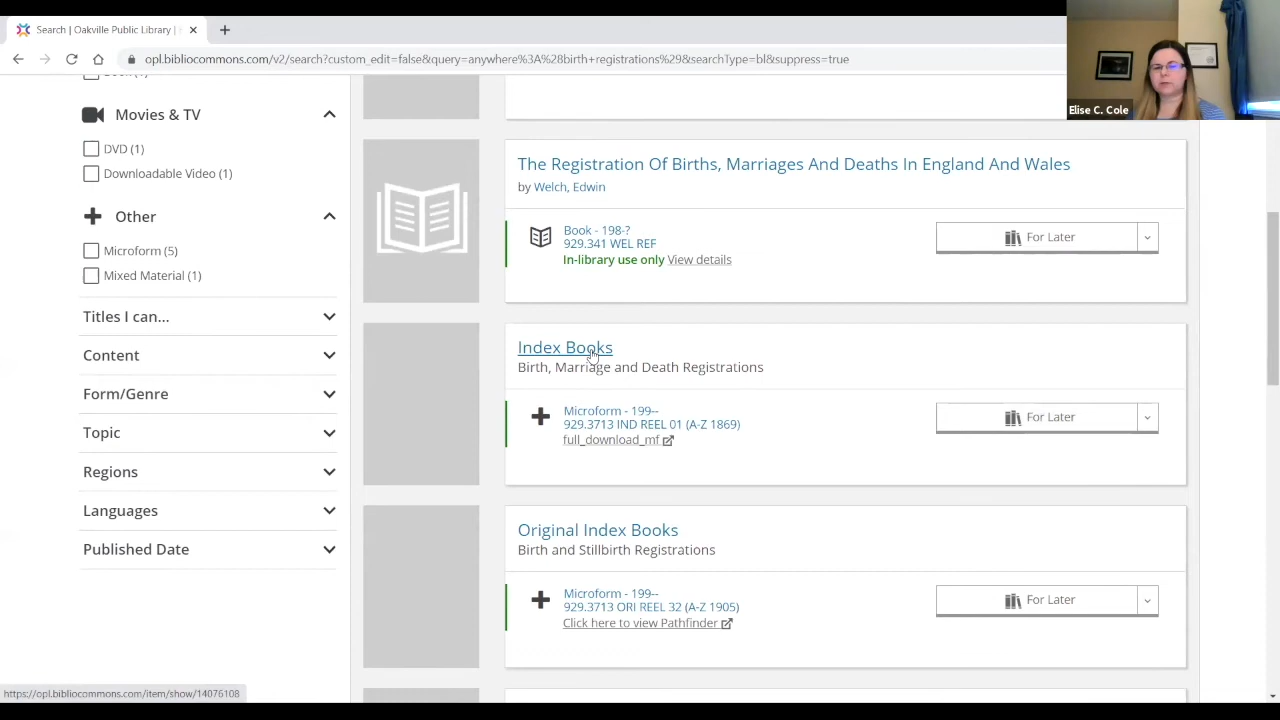 Search | Oakville Public Library |
opl.bibliocommons.com/v2/search?custom_edit=false&query=anywhere%3A%28birth+registrations%29&searchType=bl&suppress=true
Elise C. Cole
Movies & TV
DVD (1)
Downloadable Video (1)
Other
Microform (5)
Mixed Material (1)
Titles I can...
Content
Form/Genre
Topic
Regions
Languages
Published Date
The Registration Of Births, Marriages And Deaths In England And Wales
by Welch, Edwin
Book - 198-?
929.341 WEL REF
In-library use only View details
For Later
Index Books
Birth, Marriage and Death Registrations
Microform - 199--
929.3713 IND REEL 01 (A-Z 1869)
full_download_mf
For Later
Original Index Books
Birth and Stillbirth Registrations
Microform - 199--
929.3713 ORI REEL 32 (A-Z 1905)
Click here to view Pathfinder
For Later
https://opl.bibliocommons.com/item/show/14076108